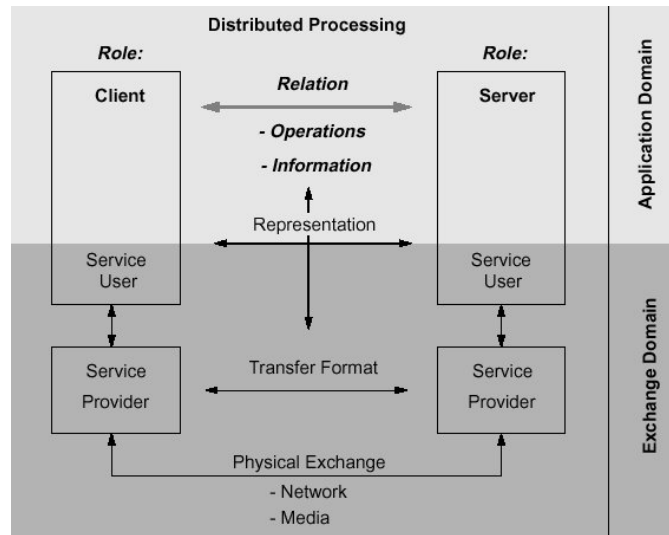 Distributed Processing
Role:
Role:
Client
Relation
Server
- Operations
- Information
Representation
Service
User
Service
User
Service
Provider
Transfer Format
Service
Provider
Physical Exchange
- Network
- Media
Application Domain
Exchange Domain